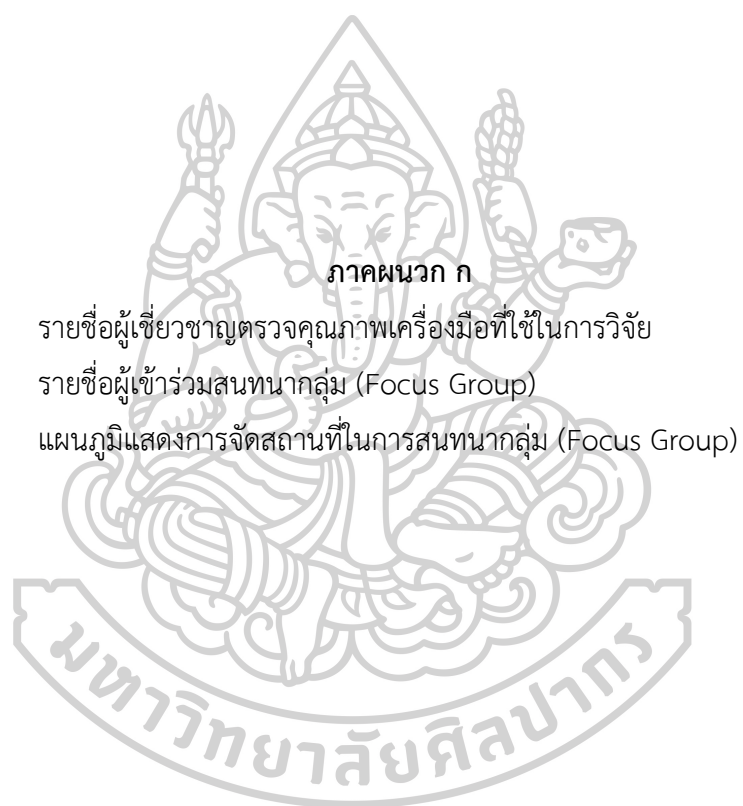 ภาคผนวก ก
รายชื่อผู้เชี่ยวชาญตรวจคุณภาพเครื่องมือที่ใช้ในการวิจัย
รายชื่อผู้เข้าร่วมสนทนากลุ่ม (Focus Group)
แผนภูมิแสดงการจัดสถานที่ในการสนทนากลุ่ม (Focus Group)
มหาวิทยาลัยศิลปากร